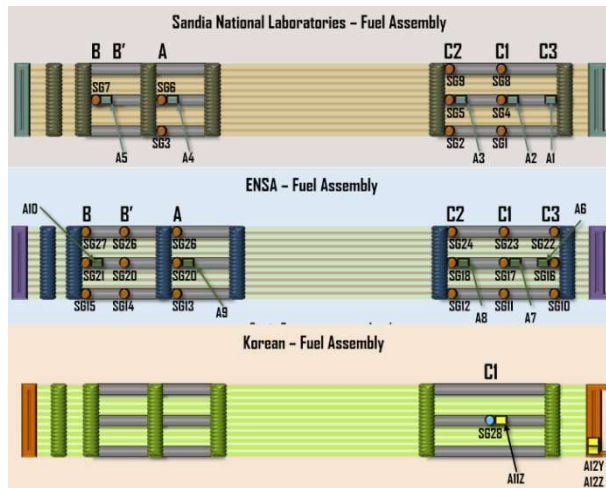 Sandia National Laboratories – Fuel Assembly
B B' A C2 C1 C3
SG7 SG6 SG9 SG8
SG5 SG4
SG3 SG2 SG1
A5 A4 A3 A2 A1
ENSA – Fuel Assembly
A10 B B' A C2 C1 C3 A6
SG27 SG26 SG26 SG24 SG23 SG22
SG21 SG20 SG20 SG18 SG17 SG16
SG15 SG14 SG13 SG12 SG11 SG10
A9 A8 A7
Korean – Fuel Assembly
C1
SG28
A11Z A12Y
A12Z